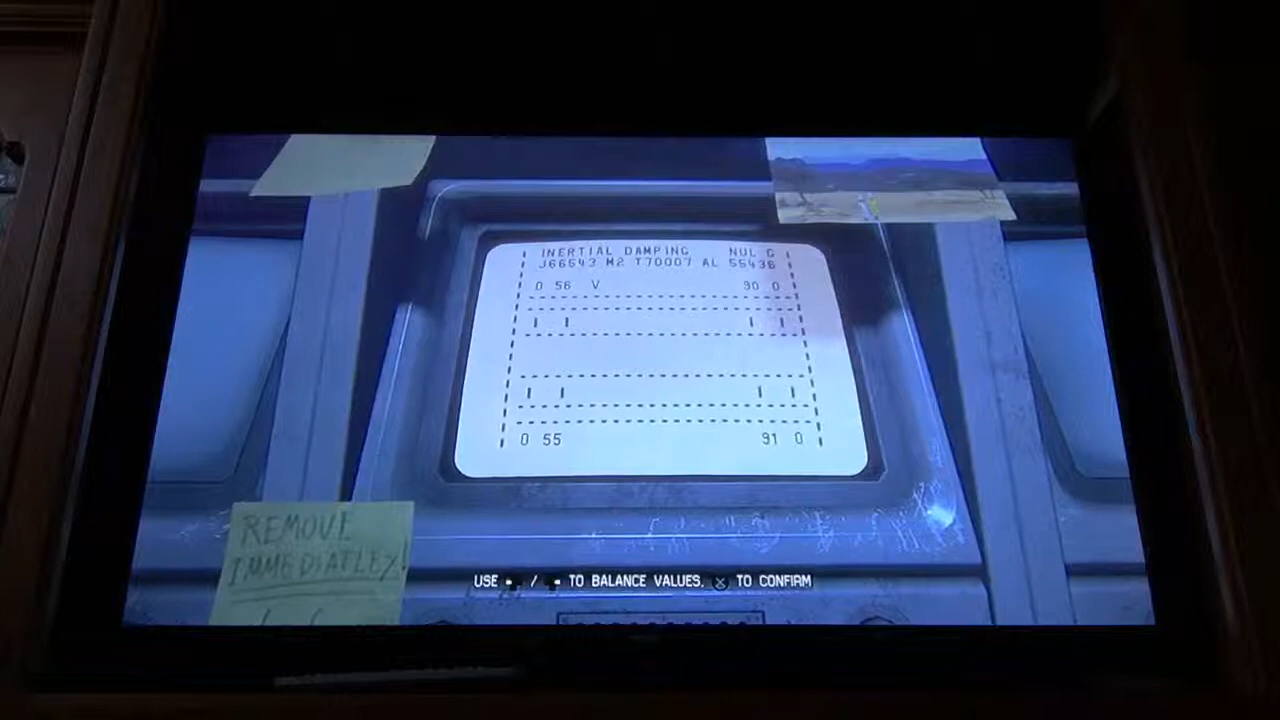 INERTIAL DAMPING NUL G
J66543 M2 T70007 AL 55436
0 56 V 90 0
0 55 91 0
REMOVE
IMMEDIATLEY!
USE / TO BALANCE VALUES, X TO CONFIRM